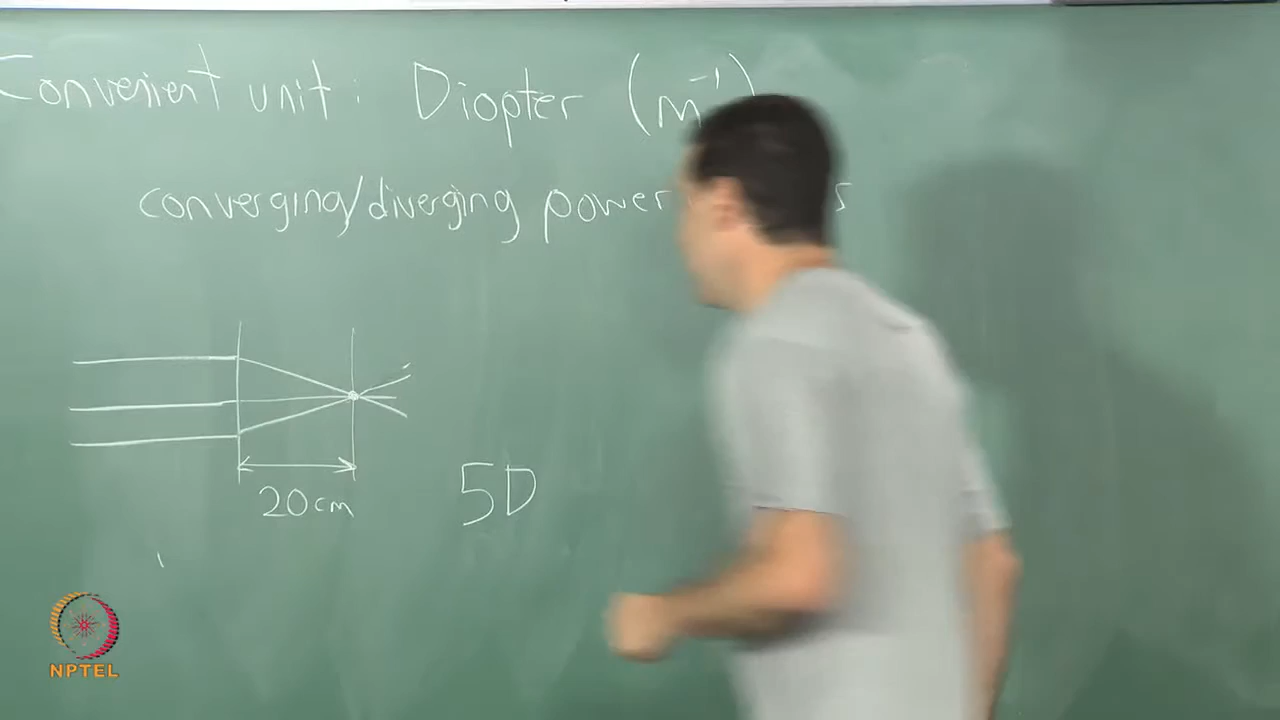 Convenient unit: Diopter (m⁻¹)
converging/diverging power
20cm
5D
NPTEL